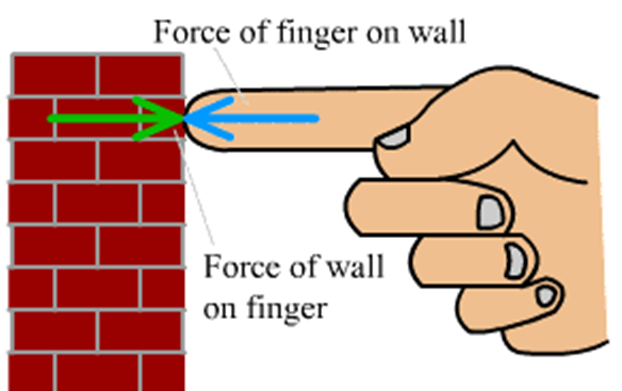 Force of finger on wall
Force of wall
on finger